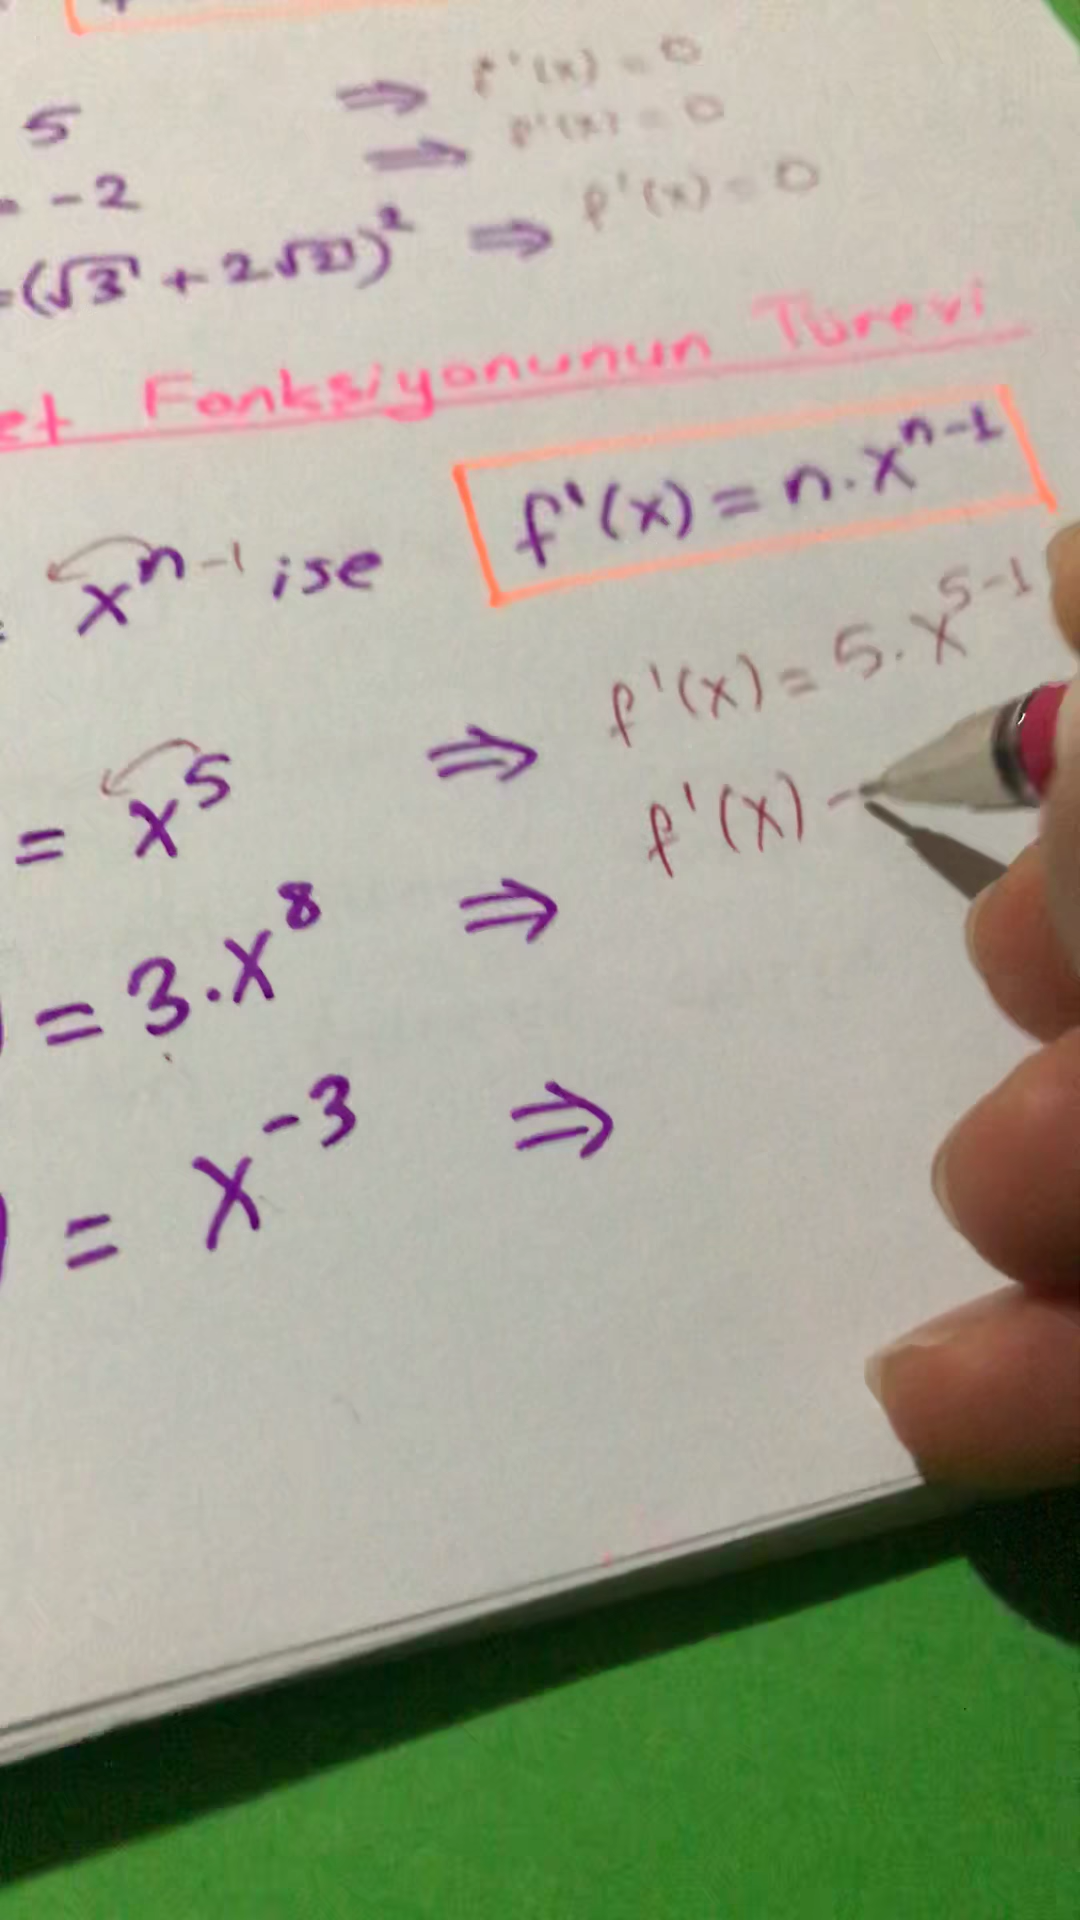 5 ⇒ f'(x) = 0
= -2 ⇒ f'(x) = 0
=(√3 + 2√2)² ⇒ f'(x) = 0
et Fonksiyonunun Türevi
= xⁿ⁻¹ ise f'(x) = n.xⁿ⁻¹
= x⁵ ⇒ f'(x) = 5.x⁵⁻¹
f'(x) -
) = 3.x⁸ ⇒
) = x⁻³ ⇒